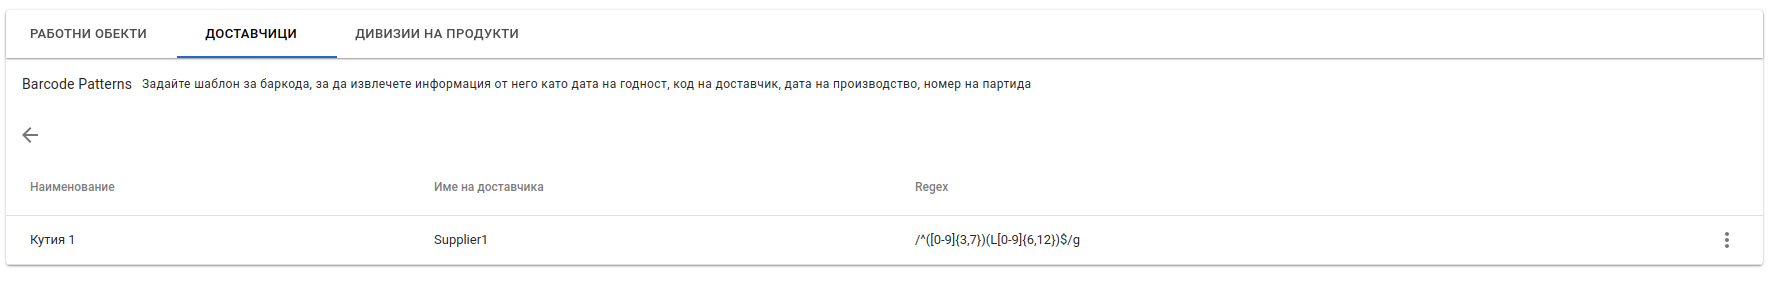 РАБОТНИ ОБЕКТИ ДОСТАВЧИЦИ ДИВИЗИИ НА ПРОДУКТИ
Barcode Patterns Задайте шаблон за баркода, за да извлечете информация от него като дата на годност, код на доставчик, дата на производство, номер на партида
Наименование Име на доставчика Regex
Кутия 1 Supplier1 /^([0-9]{3,7})(L[0-9]{6,12})$/g